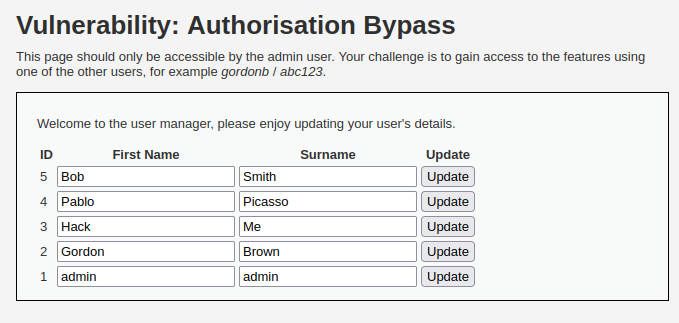 Vulnerability: Authorisation Bypass
This page should only be accessible by the admin user. Your challenge is to gain access to the features using
one of the other users, for example gordonb / abc123.
Welcome to the user manager, please enjoy updating your user's details.
ID First Name Surname Update
5 Bob Smith Update
4 Pablo Picasso Update
3 Hack Me Update
2 Gordon Brown Update
1 admin admin Update